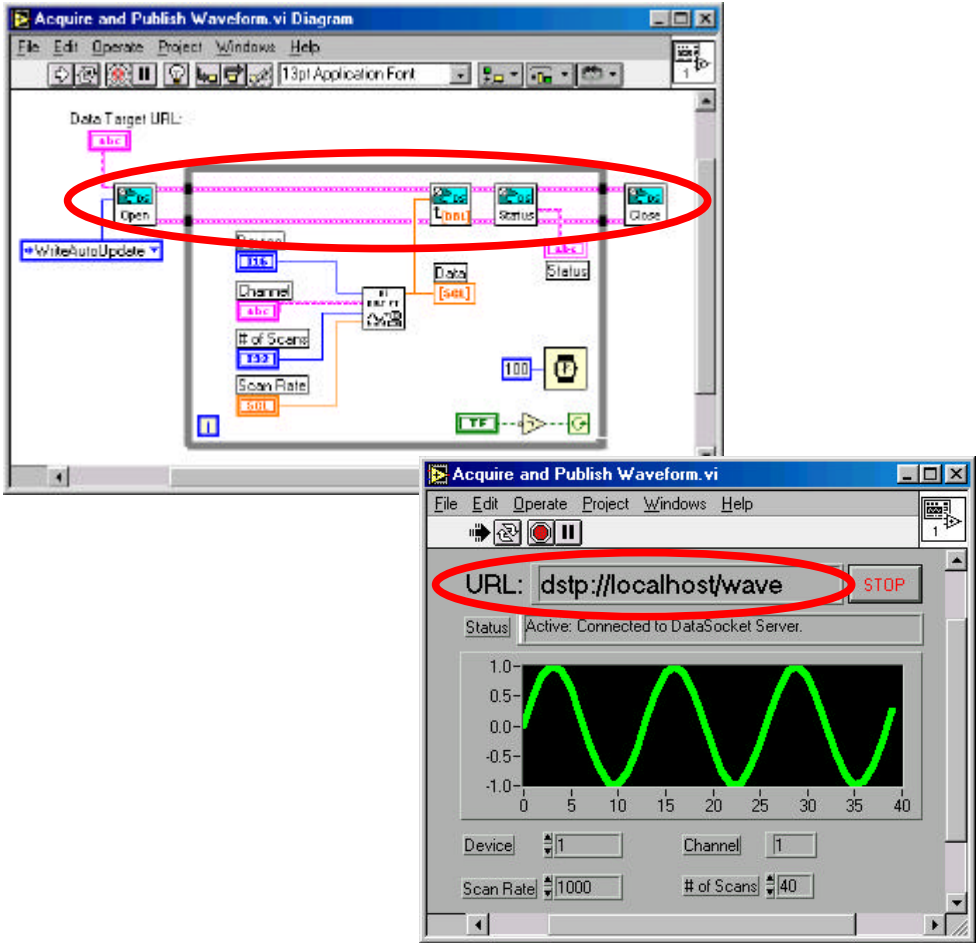 Acquire and Publish Waveform.vi Diagram
File Edit Operate Project Windows Help
13pt Application Font
1
Data Target URL:
abc
Open
Status
Close
WriteAutoUpdate
[DBL]
I16
abc
Data
Status
Channel
[SGL]
abc
# of Scans
I32
100
Scan Rate
SGL
TF
i
Acquire and Publish Waveform.vi
File Edit Operate Project Windows Help
1
URL: dstp://localhost/wave STOP
Status Active: Connected to DataSocket Server.
1.0
0.5
0.0
-0.5
-1.0
0 5 10 15 20 25 30 35 40
Device 1 Channel 1
Scan Rate 1000 # of Scans 40